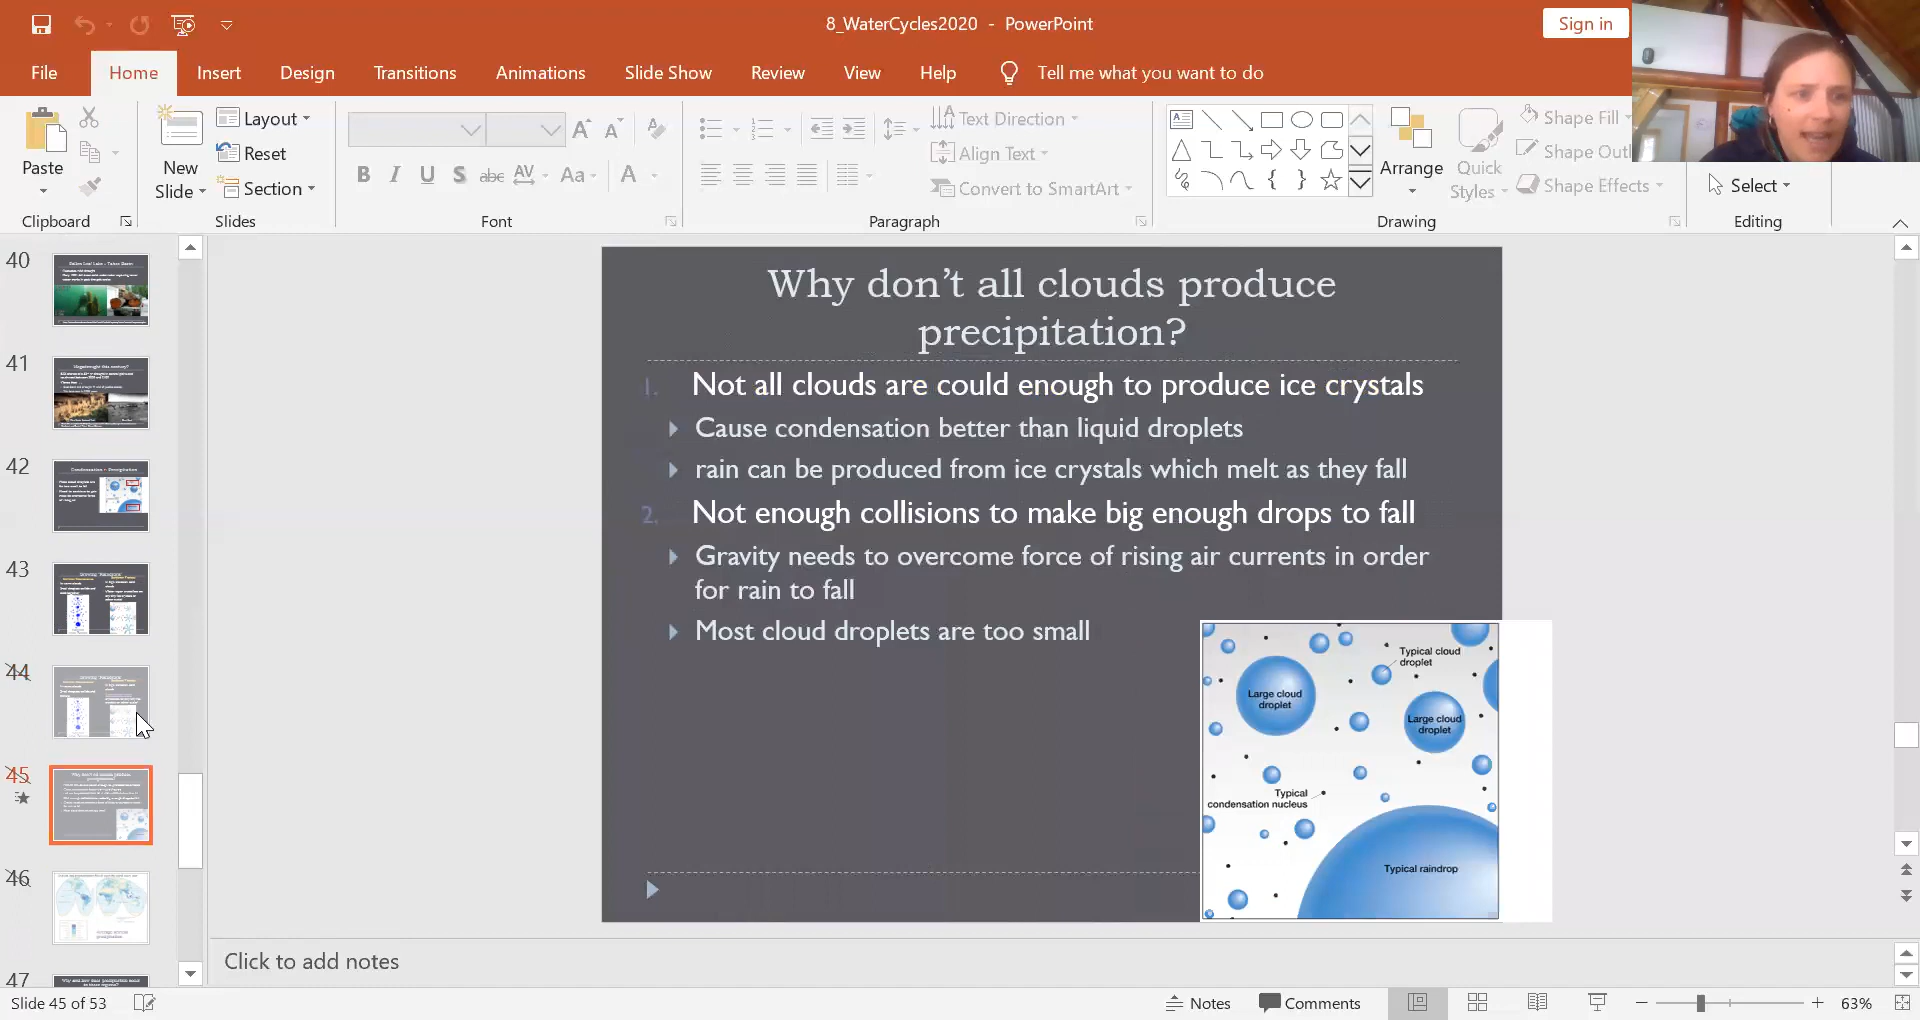 8_WaterCycles2020 - PowerPoint
Sign in
File Home Insert Design Transitions Animations Slide Show Review View Help Tell me what you want to do
Paste
Clipboard
New
Slide
Layout
Reset
Section
Slides
B I U S abc AV Aa A
Font
Text Direction
Align Text
Convert to SmartArt
Paragraph
Arrange
Quick
Styles
Shape Fill
Shape Outl
Shape Effects
Drawing
Select
Editing
40
41
42
43
44
45
46
47
Why don't all clouds produce
precipitation?
1. Not all clouds are could enough to produce ice crystals
Cause condensation better than liquid droplets
rain can be produced from ice crystals which melt as they fall
2. Not enough collisions to make big enough drops to fall
Gravity needs to overcome force of rising air currents in order
for rain to fall
Most cloud droplets are too small
Typical cloud
droplet
Large cloud
droplet
Large cloud
droplet
Typical
condensation nucleus
Typical raindrop
Click to add notes
Slide 45 of 53
Notes
Comments
63%